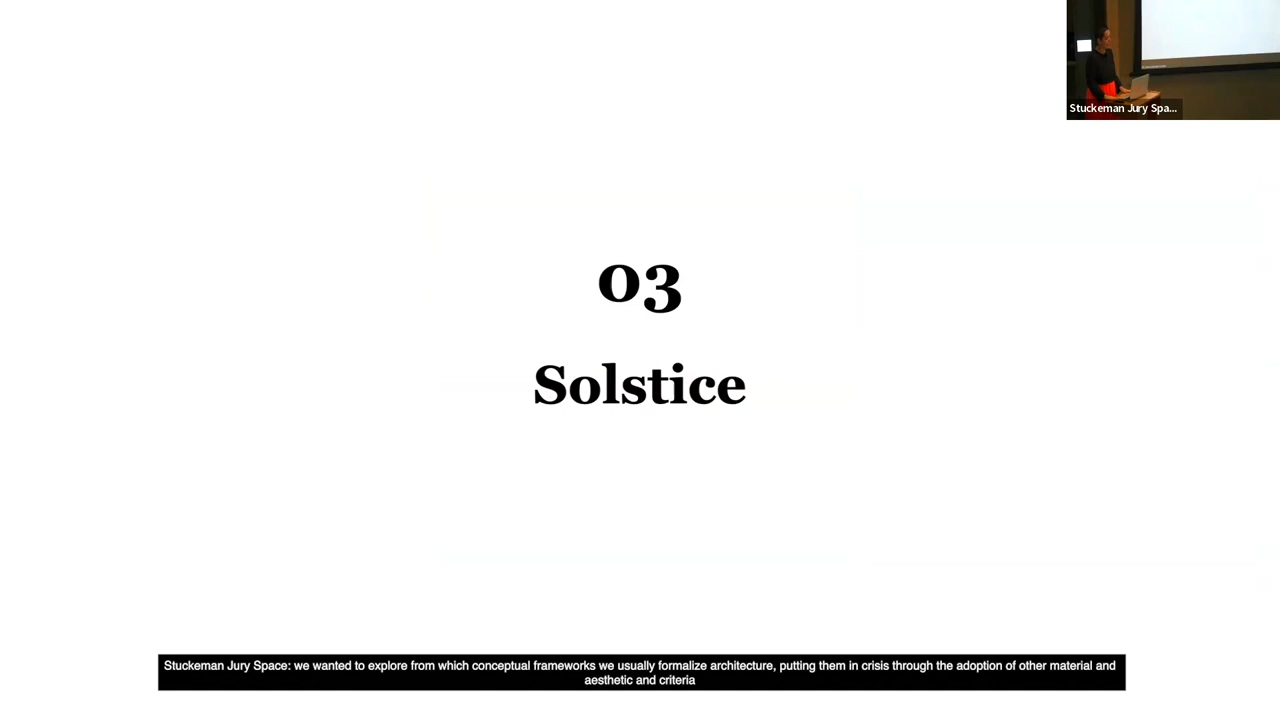 Stuckeman Jury Spa...
03
Solstice
Stuckeman Jury Space: we wanted to explore from which conceptual frameworks we usually formalize architecture, putting them in crisis through the adoption of other material and
aesthetic and criteria